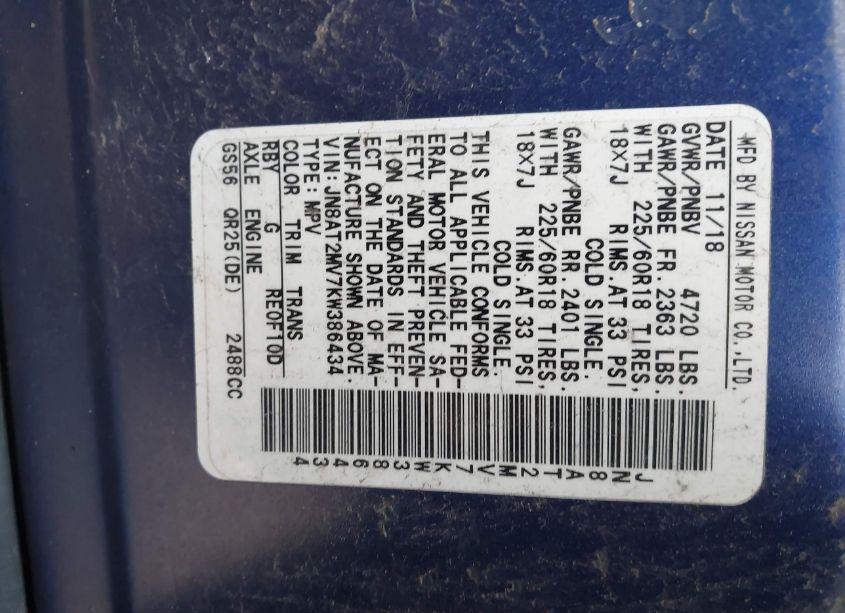 MFD BY NISSAN MOTOR CO.,LTD.
DATE 11/18
GVWR/PNBV 4720 LBS.
GAWR/PNBE FR.2363 LBS.
WITH 225/60R18 TIRES,
18X7J RIMS.AT 33 PSI
COLD SINGLE.
GAWR/PNBE RR.2401 LBS.
WITH 225/60R18 TIRES,
18X7J RIMS.AT 33 PSI
COLD SINGLE.
THIS VEHICLE CONFORMS
TO ALL APPLICABLE FED-
ERAL MOTOR VEHICLE SA-
FETY AND THEFT PREVEN-
TION STANDARDS IN EFF-
ECT ON THE DATE OF MA-
NUFACTURE SHOWN ABOVE.
VIN:JN8AT2MV7KW386434
TYPE:MPV
COLOR TRIM TRANS
RBY G RE0F10D
AXLE ENGINE
GS56 QR25(DE) 2488CC
JN8AT2MV7KW386434